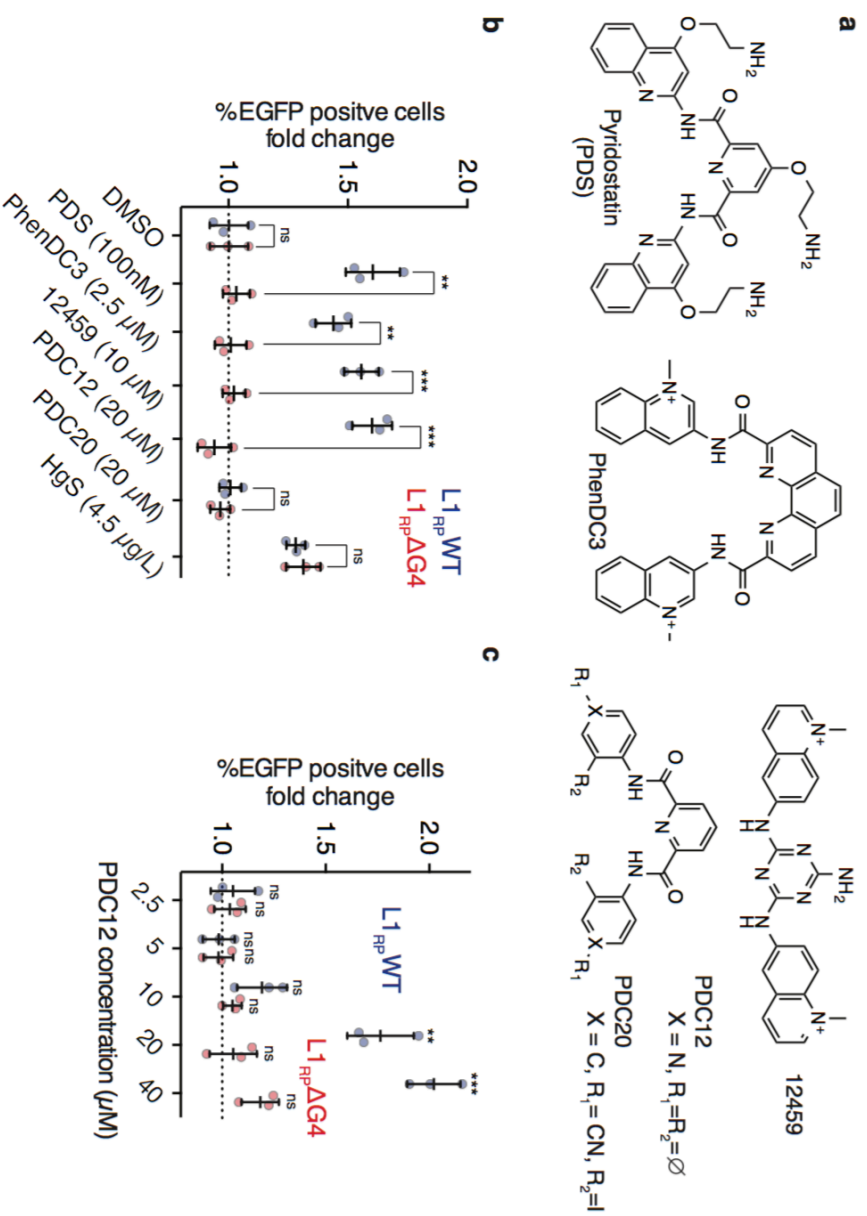 a
NH2
O
NH2
O
NH2
O
N
NH
O
N
O
HN
N
Pyridostatin
(PDS)
O
N
N
O
NH
HN
N+
N+
PhenDC3
NH2
N
N
N+
N
H
N
N
H
N+
12459
O
N
O
NH
HN
R2
R2
X
X
R1
R1
PDC12
X = N, R1=R2=∅
PDC20
X = C, R1= CN, R2=I
b
%EGFP positve cells
fold change
2.0
1.5
1.0
L1RPWT
L1RPΔG4
ns
**
**
***
***
ns
ns
DMSO
PDS (100nM)
PhenDC3 (2.5 µM)
12459 (10 µM)
PDC12 (20 µM)
PDC20 (20 µM)
HgS (4.5 µg/L)
c
%EGFP positve cells
fold change
2.0
1.5
1.0
L1RPWT
L1RPΔG4
ns
ns
ns
ns
ns
ns
**
ns
***
ns
2.5
5
10
20
40
PDC12 concentration (µM)